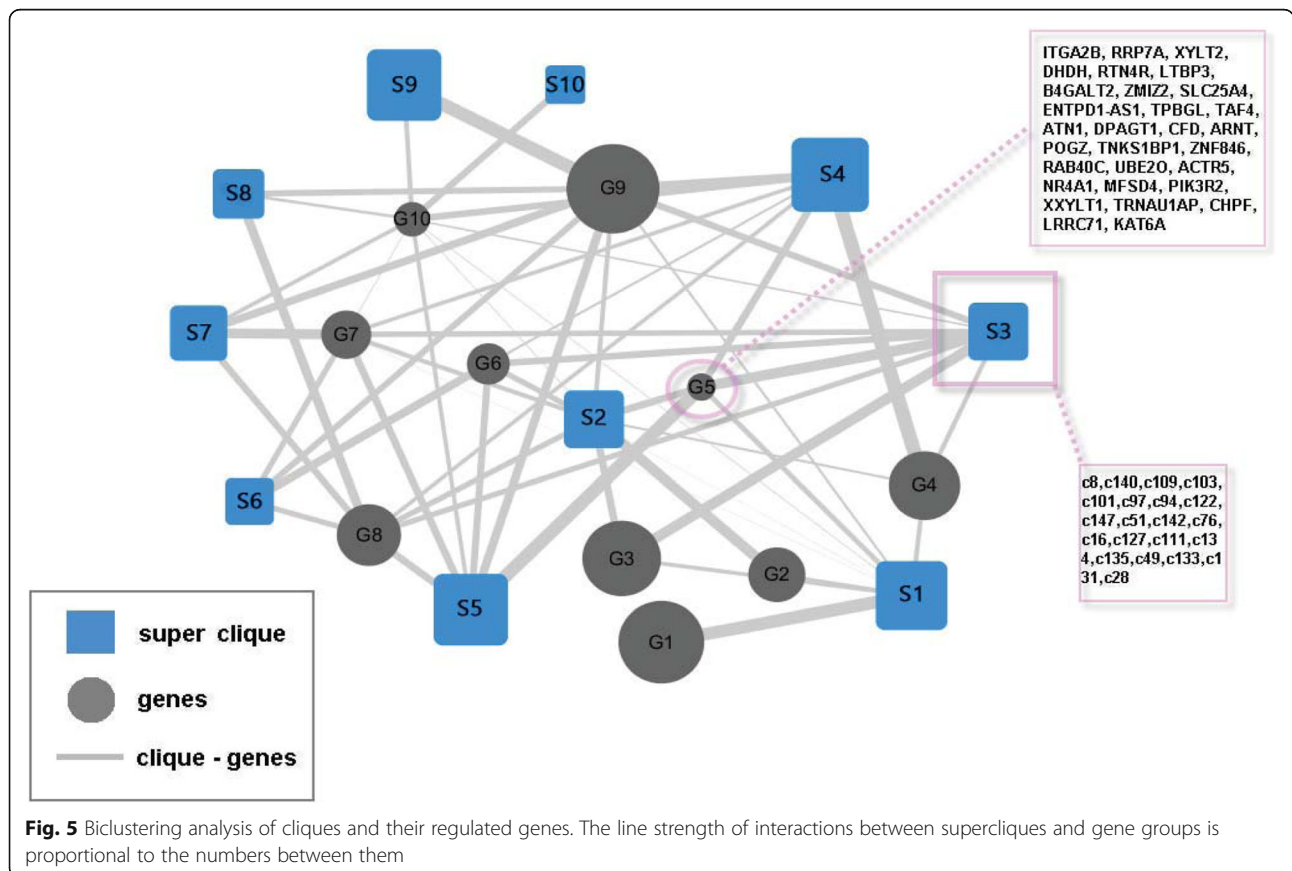 ITGA2B, RRP7A, XYLT2,
DHDH, RTN4R, LTBP3,
B4GALT2, ZMIZ2, SLC25A4,
ENTPD1-AS1, TPBGL, TAF4,
ATN1, DPAGT1, CFD, ARNT,
POGZ, TNKS1BP1, ZNF846,
RAB40C, UBE2O, ACTR5,
NR4A1, MFSD4, PIK3R2,
XXYLT1, TRNAU1AP, CHPF,
LRRC71, KAT6A
S9
S10
S8
G9
S4
G10
S7
G7
G6
S3
G5
S2
S6
G8
G4
c8,c140,c109,c103,
c101,c97,c94,c122,
c147,c51,c142,c76,
c16,c127,c111,c13
4,c135,c49,c133,c1
31,c28
S5
G3
G2
S1
G1
super clique
genes
clique - genes
Fig. 5 Biclustering analysis of cliques and their regulated genes. The line strength of interactions between supercliques and gene groups is
proportional to the numbers between them